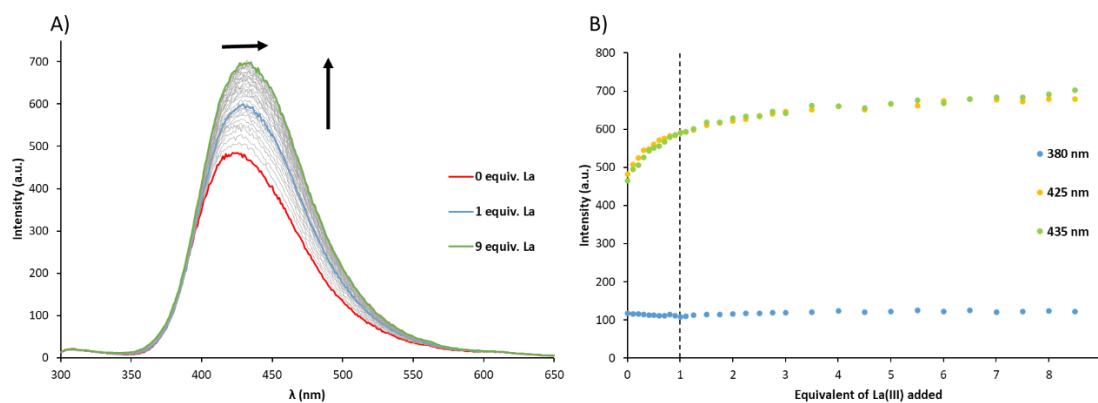 A)
Intensity (a.u.)
700
600
500
400
300
200
100
0
300
350
400
450
500
550
600
650
λ (nm)
0 equiv. La
1 equiv. La
9 equiv. La
B)
Intensity (a.u.)
800
700
600
500
400
300
200
100
0
0
1
2
3
4
5
6
7
8
Equivalent of La(III) added
380 nm
425 nm
435 nm